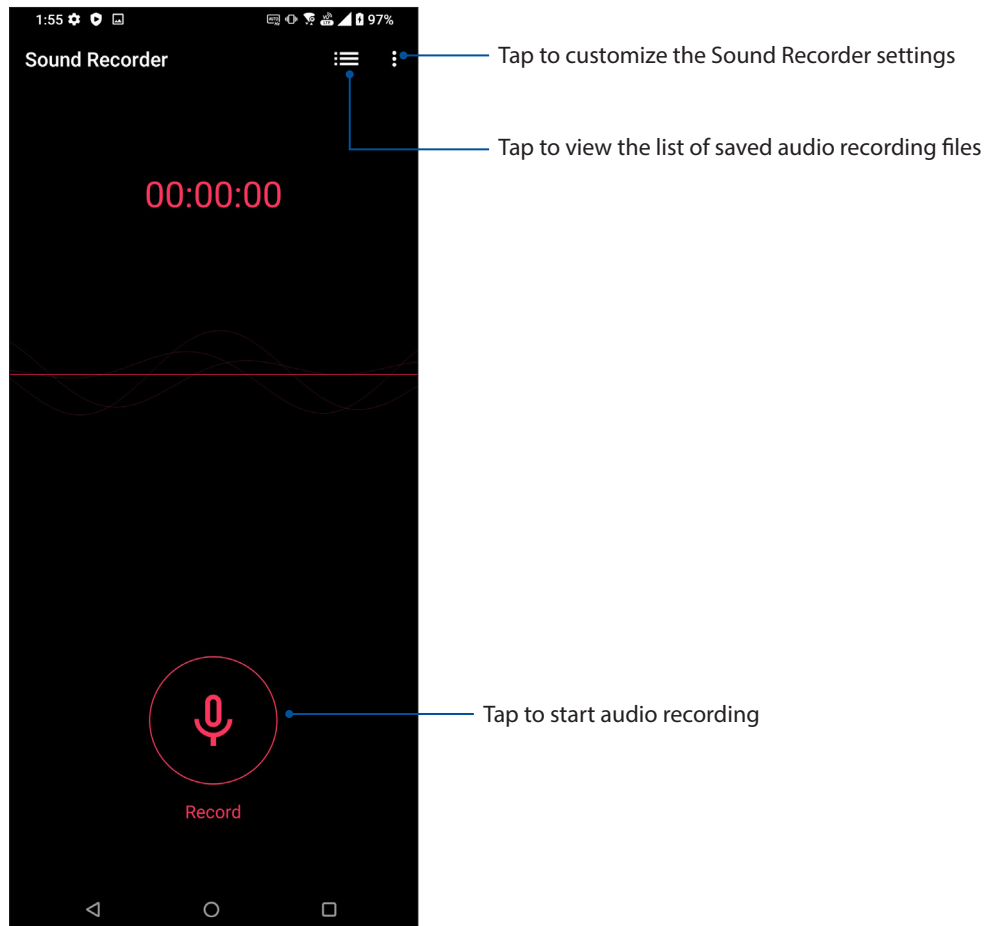 1:55 97%
Sound Recorder
Tap to customize the Sound Recorder settings
Tap to view the list of saved audio recording files
00:00:00
Tap to start audio recording
Record